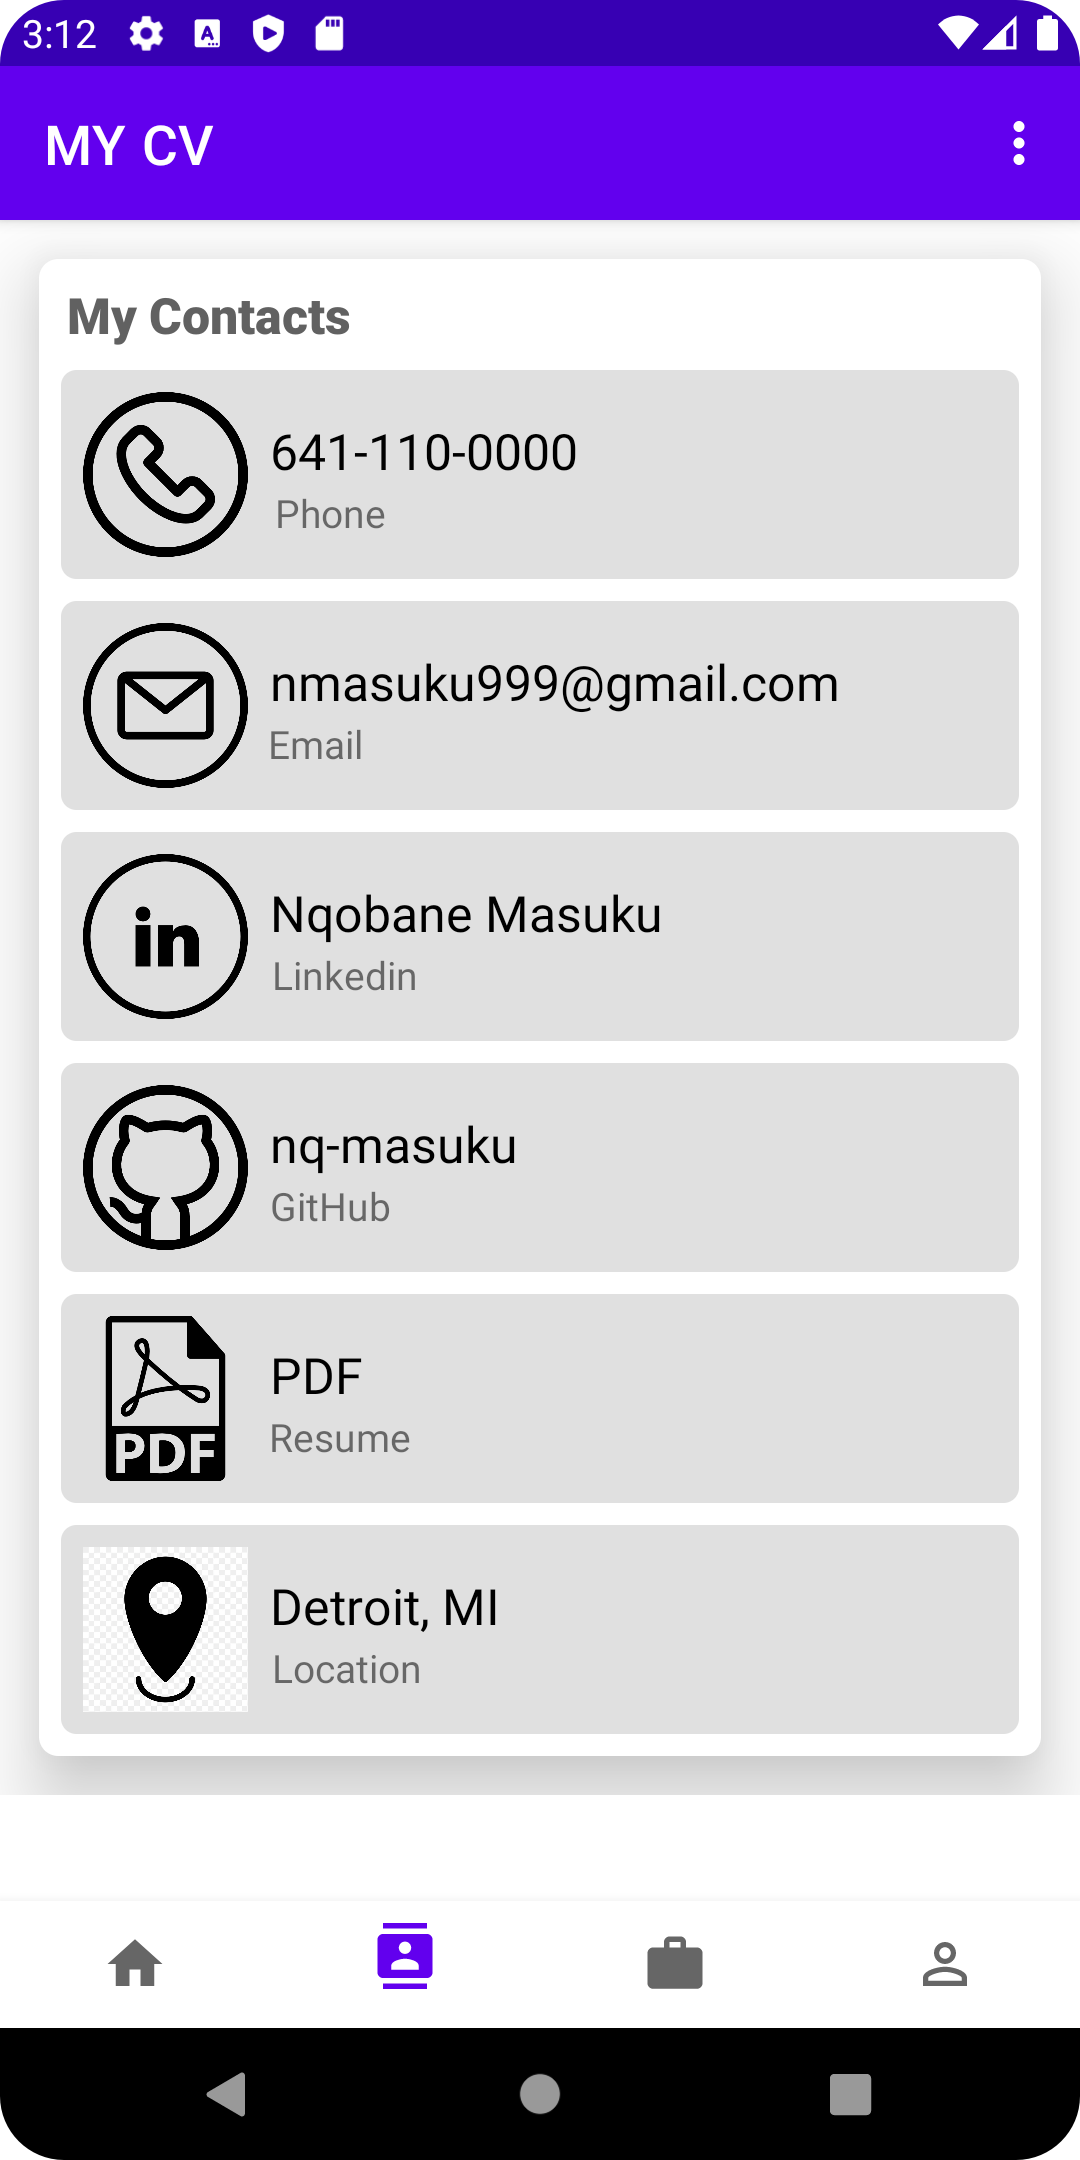 3:12
MY CV
My Contacts
641-110-0000
Phone
nmasuku999@gmail.com
Email
in
Nqobane Masuku
Linkedin
nq-masuku
GitHub
PDF
PDF
Resume
Detroit, MI
Location